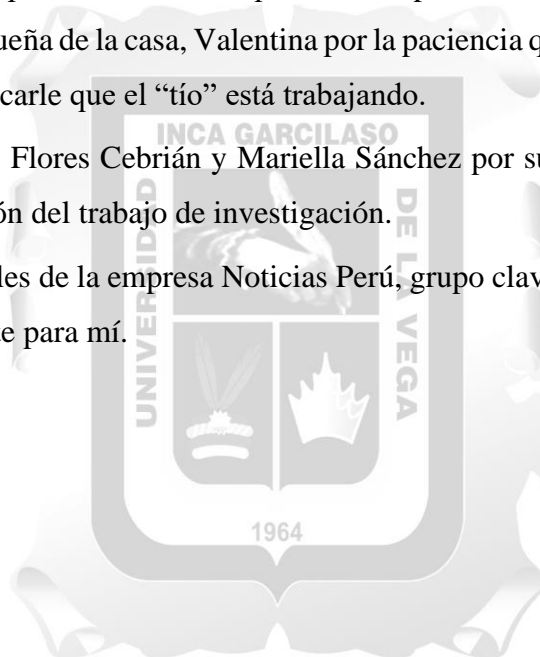 ueña de la casa, Valentina por la paciencia q
carle que el “tío” está trabajando.
INCA GARCILASO
Flores Cebrián y Mariella Sánchez por su
ón del trabajo de investigación.
les de la empresa Noticias Perú, grupo clav
te para mí.
UNIVERSIDAD
DE LA VEGA
1964